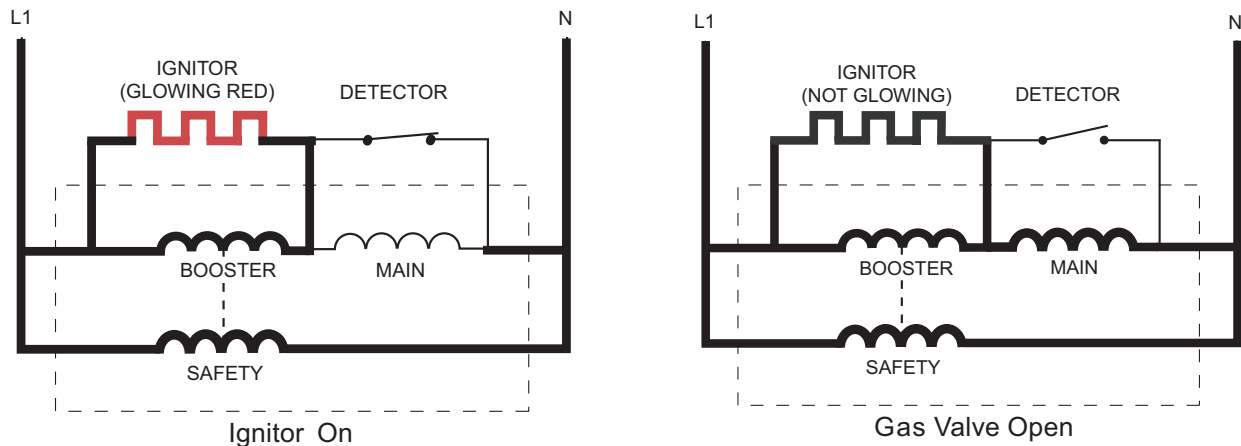 L1
N
IGNITOR
(GLOWING RED)
DETECTOR
BOOSTER
MAIN
SAFETY
Ignitor On
L1
N
IGNITOR
(NOT GLOWING)
DETECTOR
BOOSTER
MAIN
SAFETY
Gas Valve Open